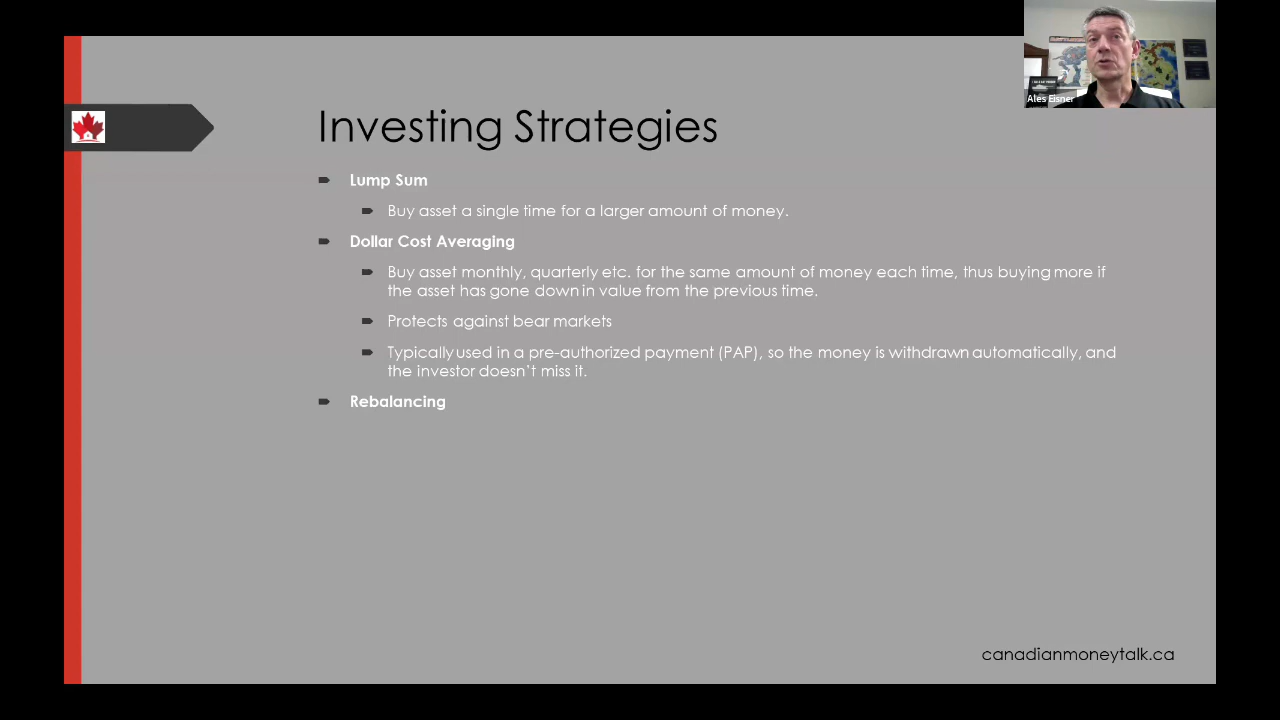 Ales Eisner
Investing Strategies
Lump Sum
Buy asset a single time for a larger amount of money.
Dollar Cost Averaging
Buy asset monthly, quarterly etc. for the same amount of money each time, thus buying more if
the asset has gone down in value from the previous time.
Protects against bear markets
Typically used in a pre-authorized payment (PAP), so the money is withdrawn automatically, and
the investor doesn’t miss it.
Rebalancing
canadianmoneytalk.ca